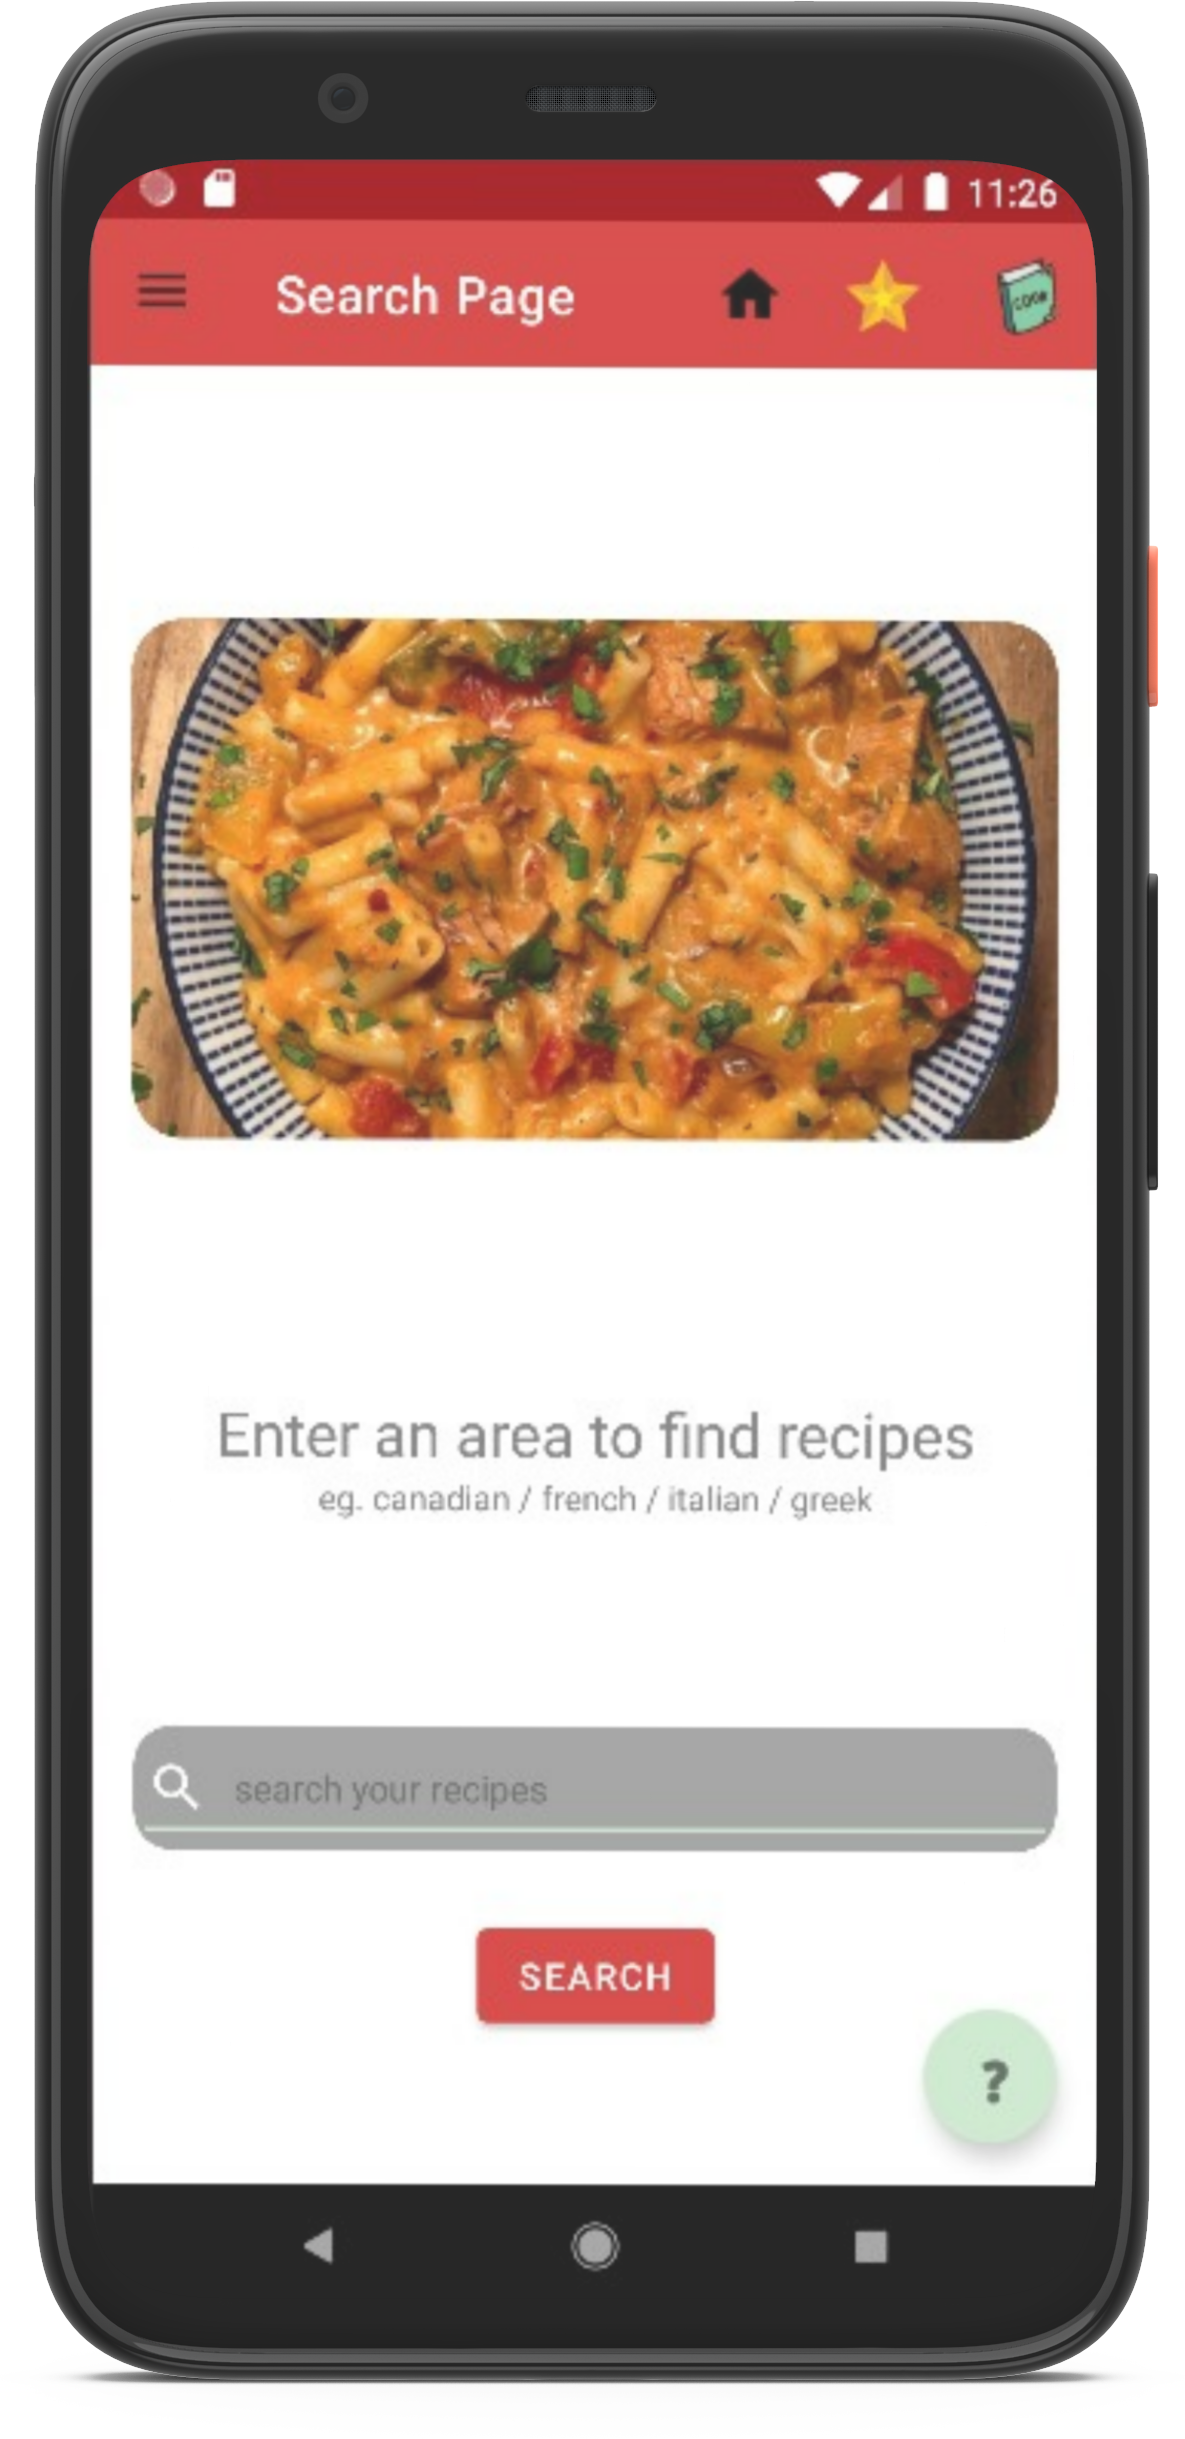 11:26
Search Page
COOK
Enter an area to find recipes
eg. canadian / french / italian / greek
search your recipes
SEARCH
?